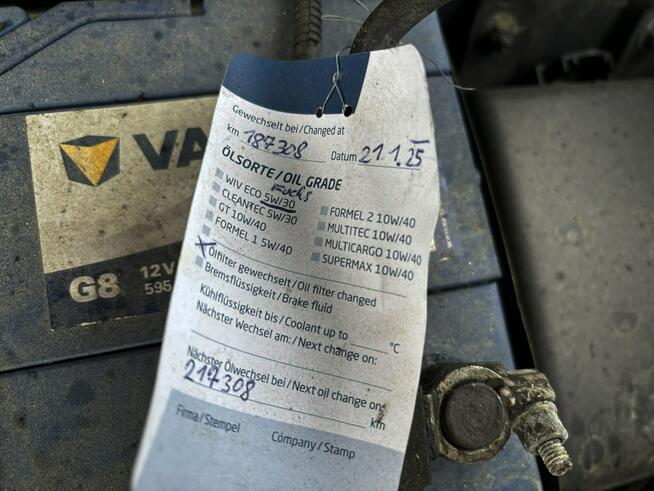 VA
G8
12V
595
Gewechselt bei/Changed at
km 187308 Datum 21.1.25
ÖLSORTE/OIL GRADE
Fuchs
WIV ECO 5W/30
CLEANTEC 5W/30
GT 10W/40
FORMEL 1 5W/40
FORMEL 2 10W/40
MULTITEC 10W/40
MULTICARGO 10W/40
SUPERMAX 10W/40
x Ölfilter gewechselt/Oil filter changed
Bremsflüssigkeit/Brake fluid
Kühlflüssigkeit bis/Coolant up to °C
Nächster Wechsel am:/Next change on:
Nächster Ölwechsel bei/Next oil change on:
217308 km
Firma/Stempel
Company/Stamp